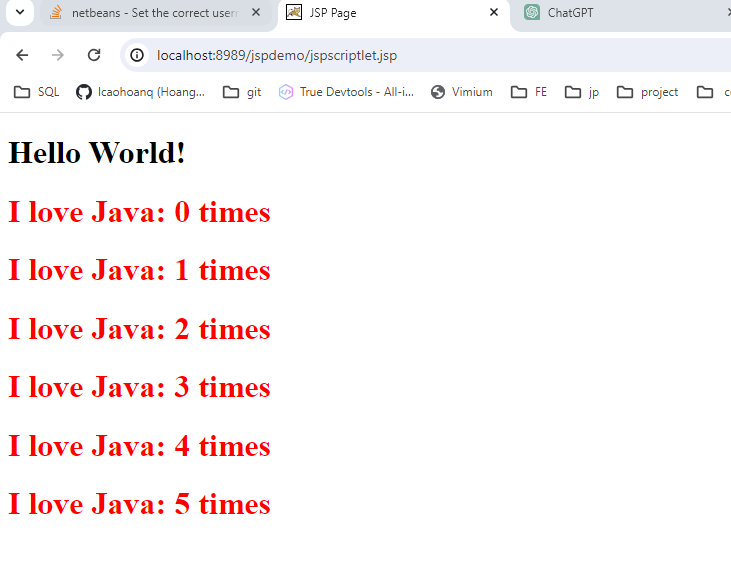 netbeans - Set the correct usern
JSP Page
ChatGPT
localhost:8989/jspdemo/jspscriptlet.jsp
SQL lcaohoanq (Hoang... git True Devtools - All-i... Vimium FE jp project
Hello World!
I love Java: 0 times
I love Java: 1 times
I love Java: 2 times
I love Java: 3 times
I love Java: 4 times
I love Java: 5 times